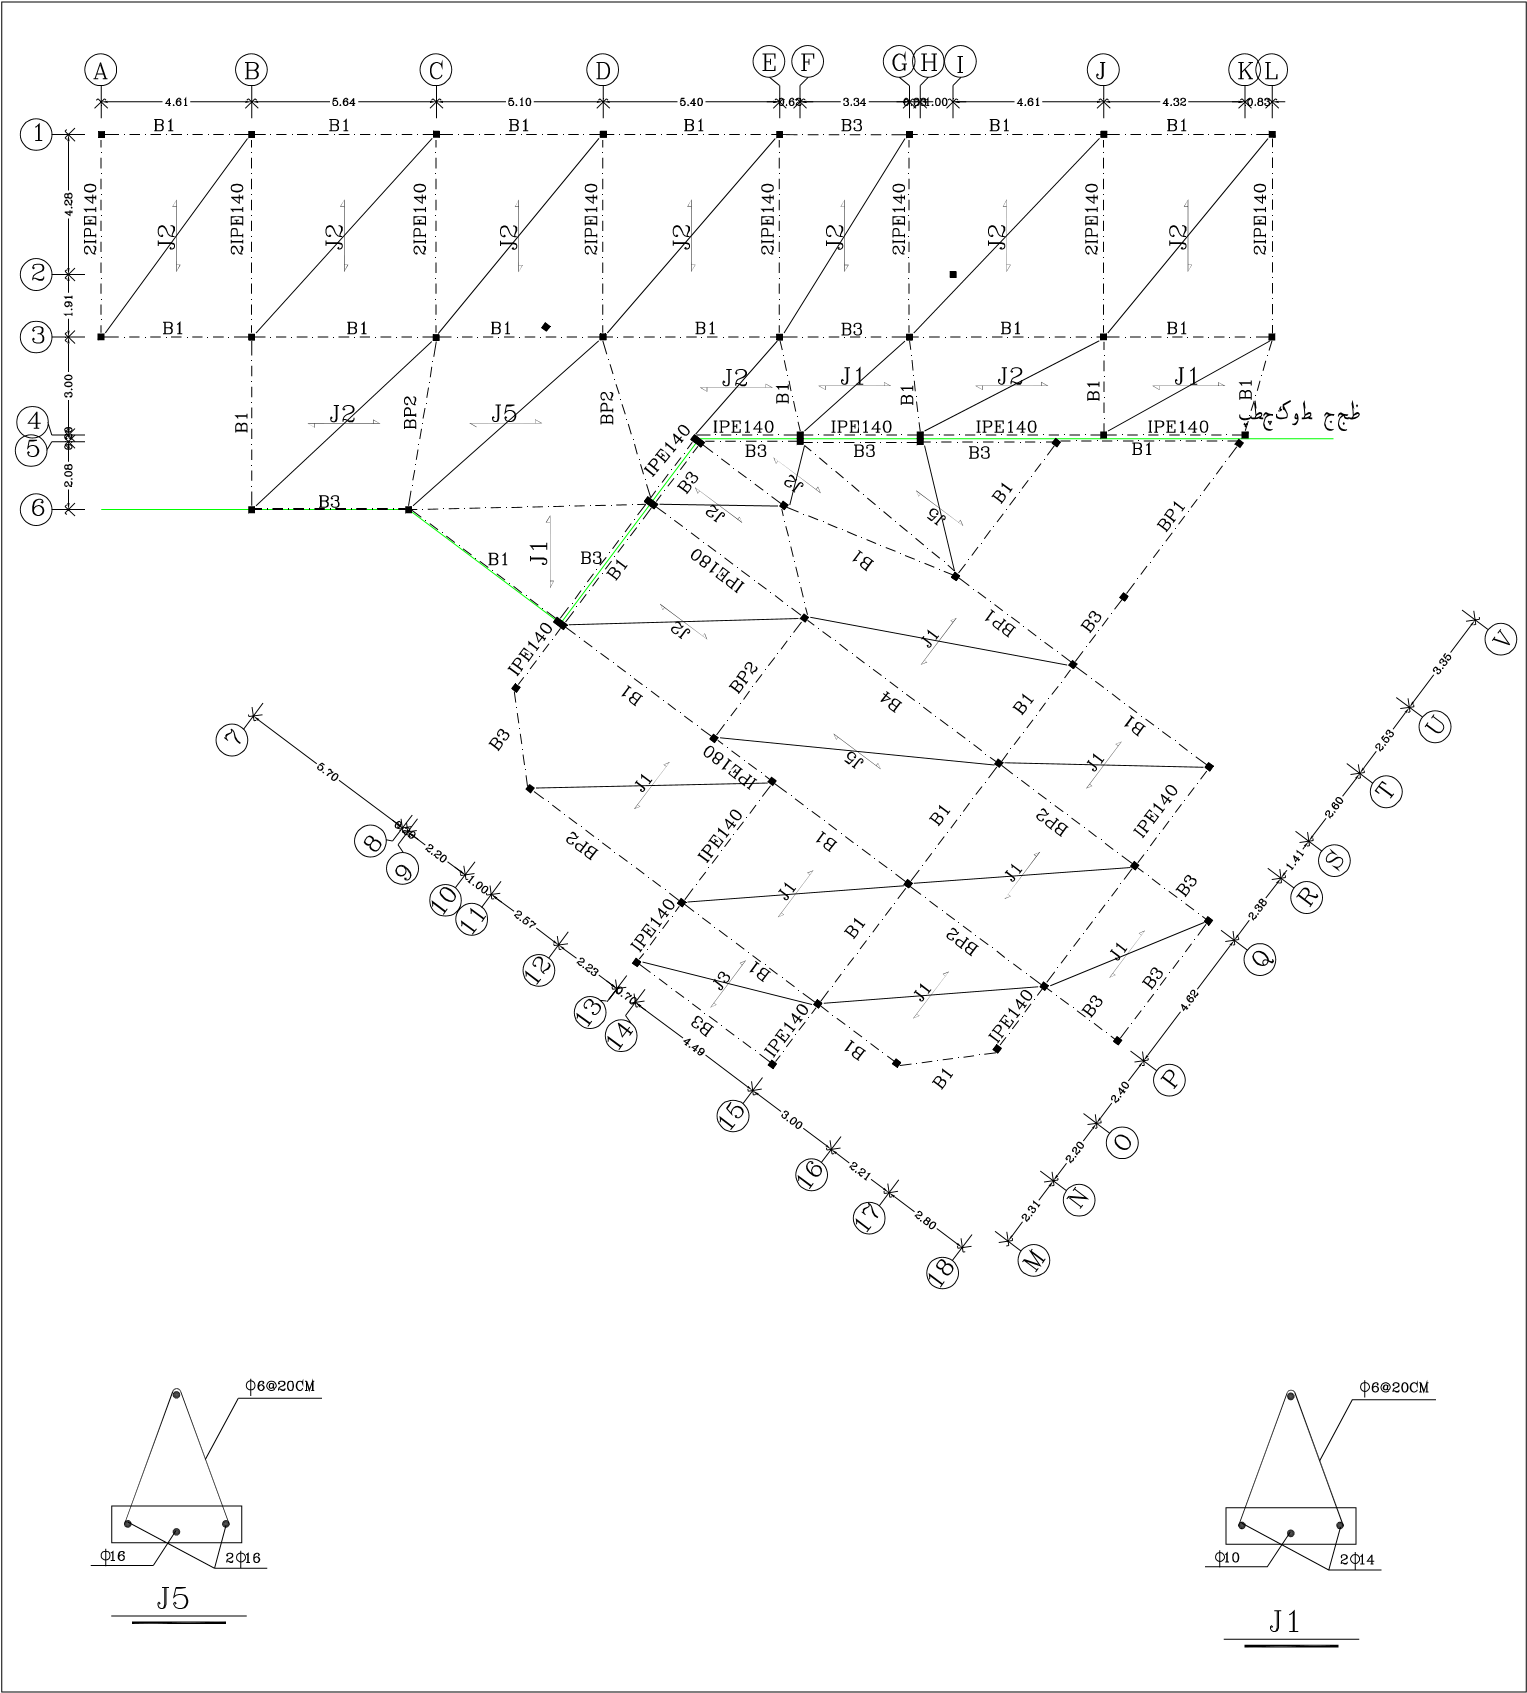 A B C D E F G H I J K L
4.61 5.64 5.10 5.40 0.62 3.34 1.00 4.61 4.32 0.83
1 B1 B1 B1 B1 B3 B1 B1
4.28 2IPE140 2IPE140 2IPE140 2IPE140 2IPE140 2IPE140 2IPE140 2IPE140
J2 J2 J2 J2 J2 J2 J2
2
1.91
3 B1 B1 B1 B1 B3 B1 B1
3.00 B1 J2 BP2 J5 BP2 J2 B1 J1 B1 J2 B1 J1 B1
4 IPE140 IPE140 IPE140 IPE140 IPE140
5 B3 B3 B3 B3 B1
2.08
6 B3
J2 J2 J5 B1 BP1
B1 J1 B3 B1 IPE180 B1
IPE140 J2 J1 BP1 B3
B1 BP2 B4 B1 B1
B3 IPE180 J5 J1
J1 BP2 IPE140 B1 B1 BP2 IPE140
J1 J1 B3
IPE140 B1 BP2 J1 B3
J3 B1 J1 B3
B3 IPE140 B1 IPE140 B1
7 8 9 10 11 12 13 14 15 16 17 18
5.70 2.20 1.00 2.57 2.23 0.70 4.49 3.00 2.21 2.80
V U T S R Q P O N M
3.35 2.53 2.60 1.41 2.38 4.62 2.40 2.20 2.31
ϕ6@20CM
ϕ16 2ϕ16
J5
ϕ6@20CM
ϕ10 2ϕ14
J1